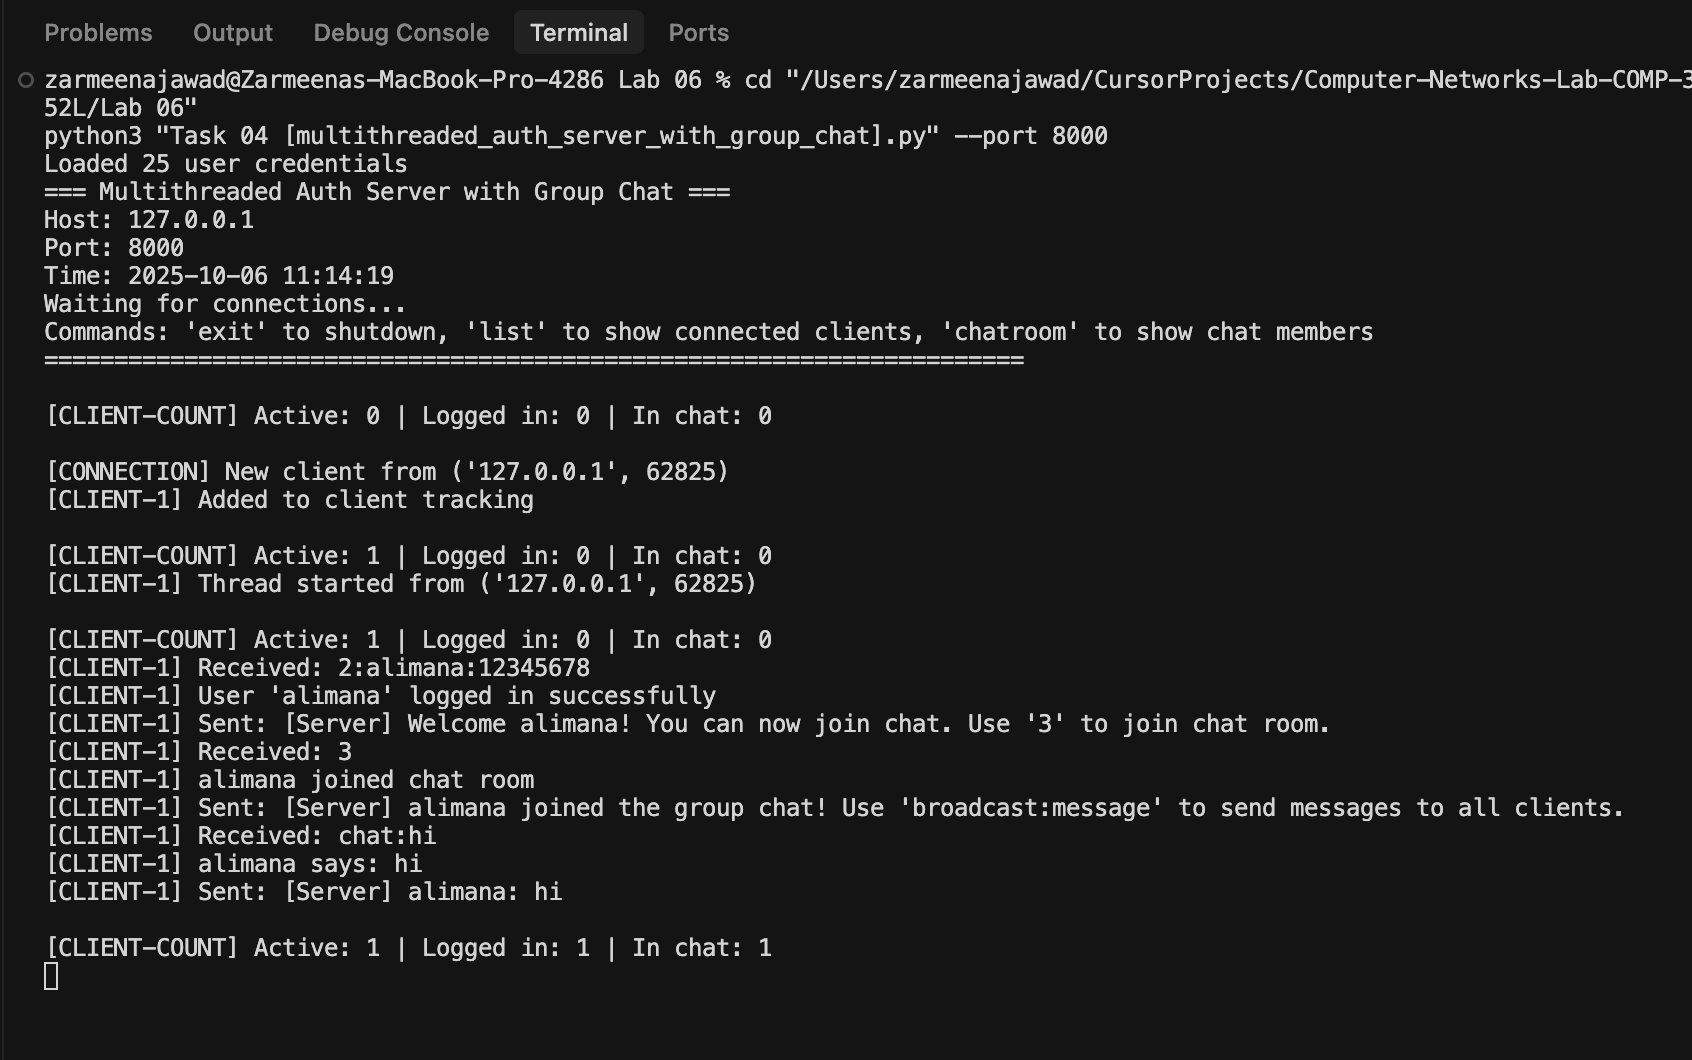 Problems Output Debug Console Terminal Ports
zarmeenajawad@Zarmeenas-MacBook-Pro-4286 Lab 06 % cd "/Users/zarmeenajawad/CursorProjects/Computer-Networks-Lab-COMP-3
52L/Lab 06"
python3 "Task 04 [multithreaded_auth_server_with_group_chat].py" --port 8000
Loaded 25 user credentials
=== Multithreaded Auth Server with Group Chat ===
Host: 127.0.0.1
Port: 8000
Time: 2025-10-06 11:14:19
Waiting for connections...
Commands: 'exit' to shutdown, 'list' to show connected clients, 'chatroom' to show chat members
======================================================================
[CLIENT-COUNT] Active: 0 | Logged in: 0 | In chat: 0
[CONNECTION] New client from ('127.0.0.1', 62825)
[CLIENT-1] Added to client tracking
[CLIENT-COUNT] Active: 1 | Logged in: 0 | In chat: 0
[CLIENT-1] Thread started from ('127.0.0.1', 62825)
[CLIENT-COUNT] Active: 1 | Logged in: 0 | In chat: 0
[CLIENT-1] Received: 2:alimana:12345678
[CLIENT-1] User 'alimana' logged in successfully
[CLIENT-1] Sent: [Server] Welcome alimana! You can now join chat. Use '3' to join chat room.
[CLIENT-1] Received: 3
[CLIENT-1] alimana joined chat room
[CLIENT-1] Sent: [Server] alimana joined the group chat! Use 'broadcast:message' to send messages to all clients.
[CLIENT-1] Received: chat:hi
[CLIENT-1] alimana says: hi
[CLIENT-1] Sent: [Server] alimana: hi
[CLIENT-COUNT] Active: 1 | Logged in: 1 | In chat: 1